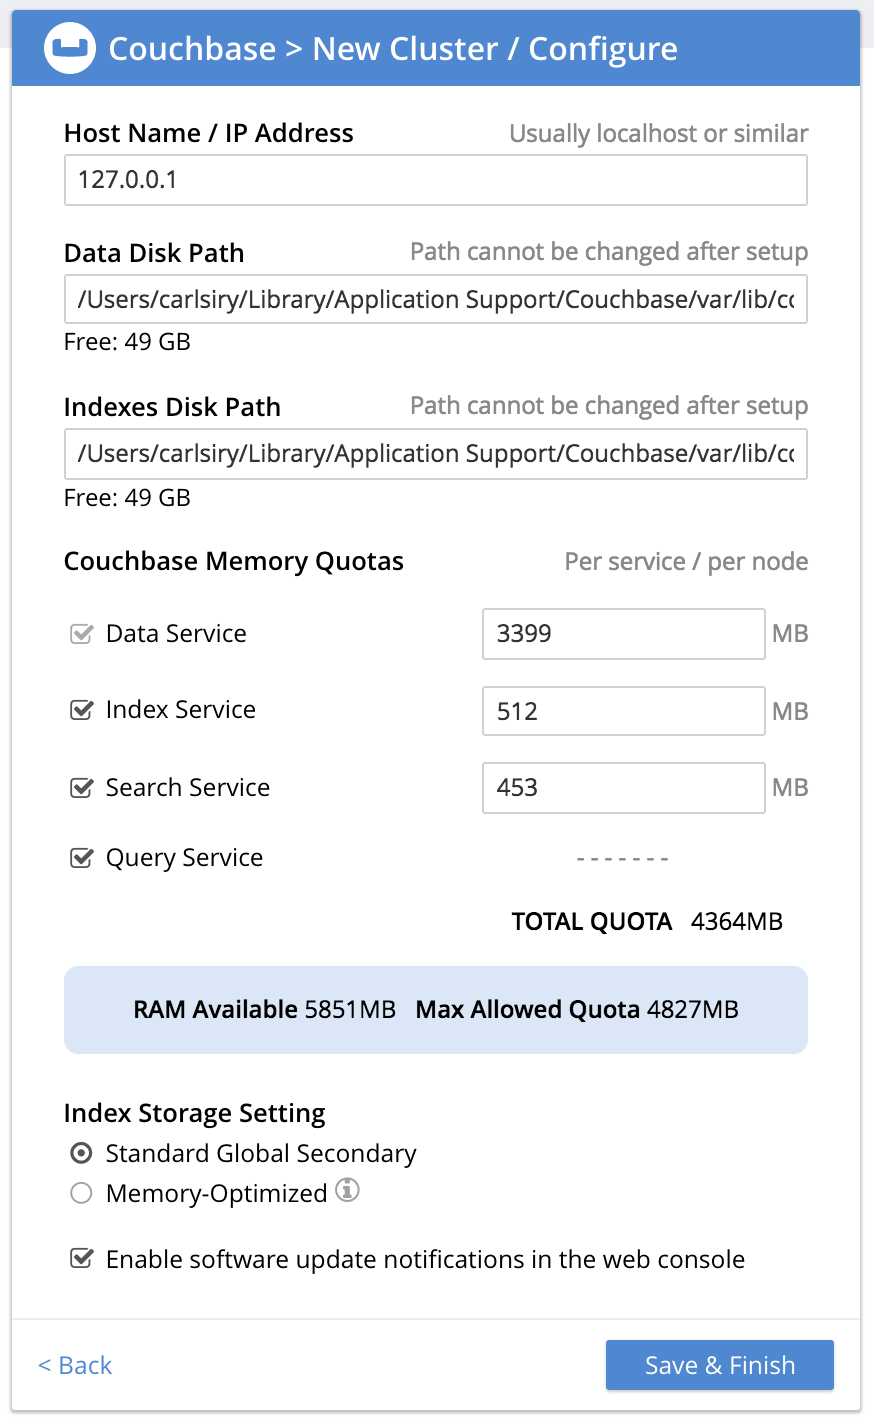 Couchbase > New Cluster / Configure
Host Name / IP Address Usually localhost or similar
127.0.0.1
Data Disk Path Path cannot be changed after setup
/Users/carlsiry/Library/Application Support/Couchbase/var/lib/cc
Free: 49 GB
Indexes Disk Path Path cannot be changed after setup
/Users/carlsiry/Library/Application Support/Couchbase/var/lib/cc
Free: 49 GB
Couchbase Memory Quotas Per service / per node
Data Service 3399 MB
Index Service 512 MB
Search Service 453 MB
Query Service -------
TOTAL QUOTA 4364MB
RAM Available 5851MB Max Allowed Quota 4827MB
Index Storage Setting
Standard Global Secondary
Memory-Optimized
Enable software update notifications in the web console
< Back Save & Finish